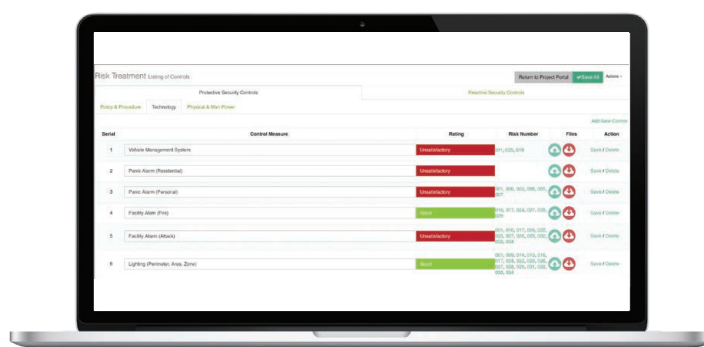 Risk Treatment Listing of Controls
Return to Project Portal ✔Save All Actions
Protective Security Controls Reactive Security Controls
Policy & Procedure Technology Physical & Man Power
Add New Control
Serial Control Measure Rating Risk Number Files Action
1 Vehicle Management System Unsatisfactory Save / Delete
2 Panic Alarm (Residential) Unsatisfactory Save / Delete
3 Panic Alarm (Personal) Unsatisfactory Save / Delete
4 Facility Alarm (Fire) Good Save / Delete
5 Facility Alarm (Attack) Unsatisfactory Save / Delete
6 Lighting (Perimeter, Area, Zone) Good Save / Delete